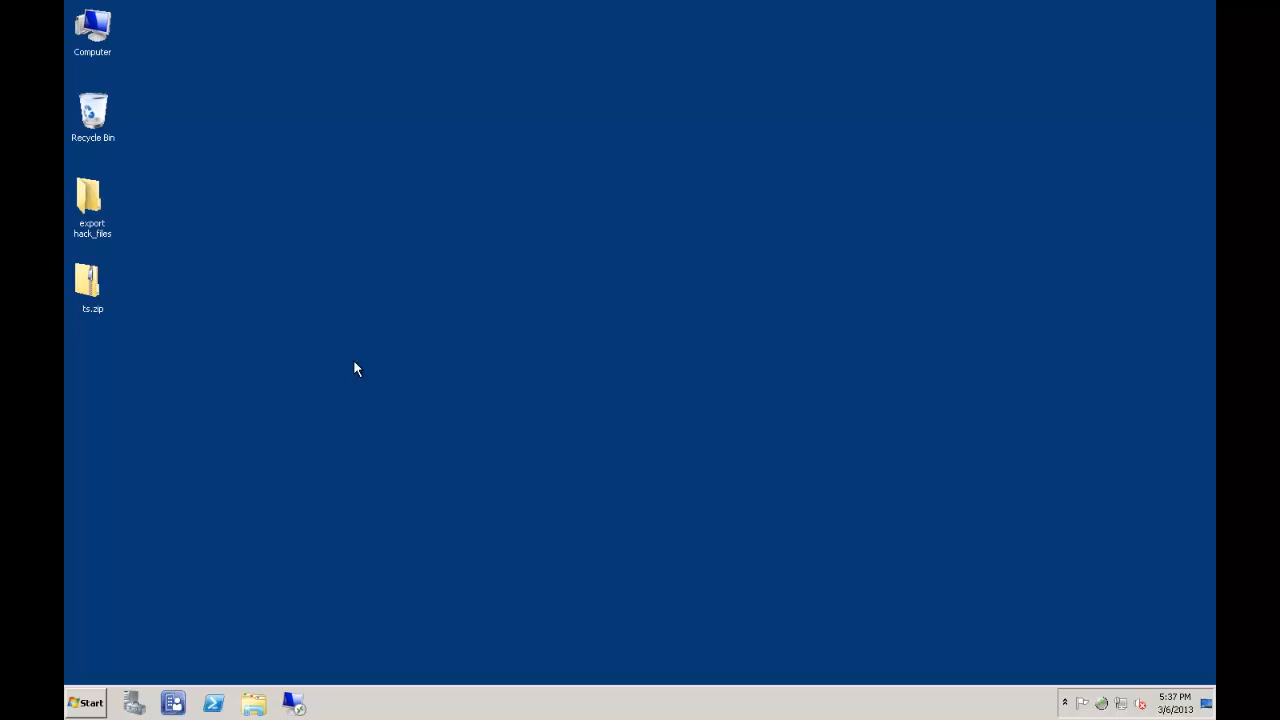 Computer
Recycle Bin
export
hack_files
ts.zip
Start
5:37 PM
3/6/2013